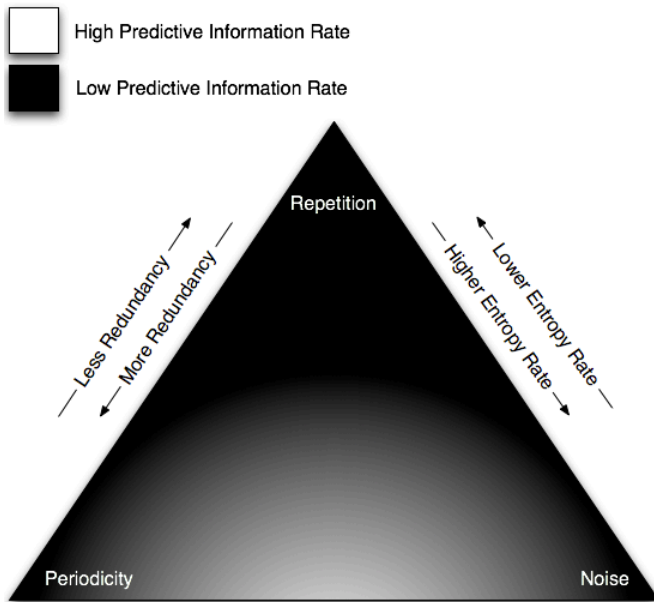 High Predictive Information Rate
Low Predictive Information Rate
Repetition
Less Redundancy
More Redundancy
Lower Entropy Rate
Higher Entropy Rate
Periodicity
Noise